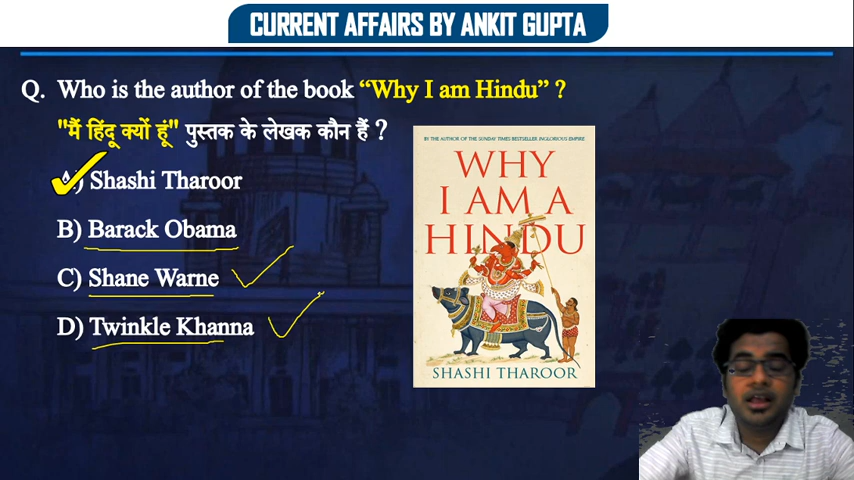 CURRENT AFFAIRS BY ANKIT GUPTA
Q. Who is the author of the book “Why I am Hindu” ?
"मैं हिंदू क्यों हूं" पुस्तक के लेखक कौन हैं ?
Shashi Tharoor
B) Barack Obama
C) Shane Warne
D) Twinkle Khanna
BY THE AUTHOR OF THE SUNDAY TIMES BESTSELLER INGLORIOUS EMPIRE
WHY
I AM A
HINDU
SHASHI THAROOR